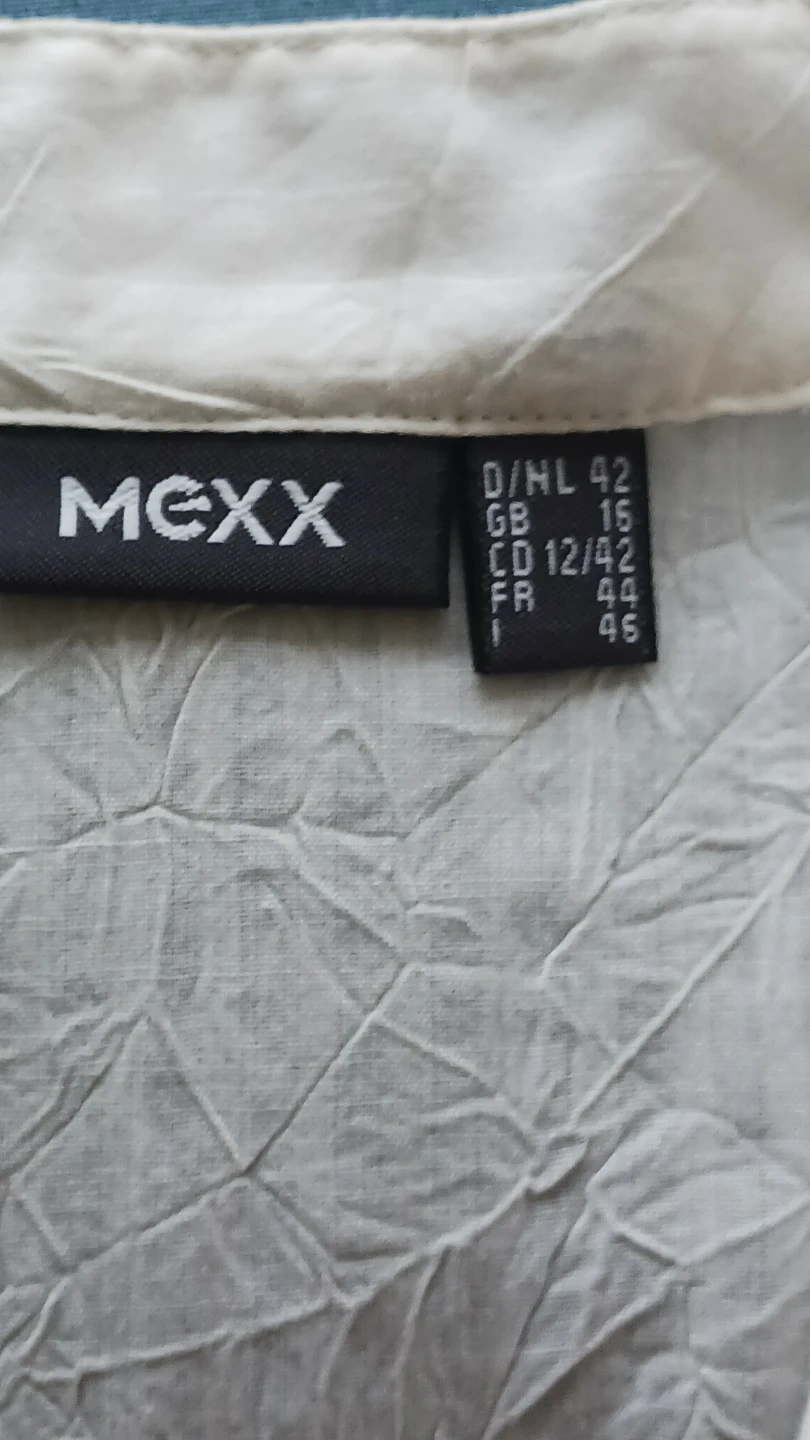 MeXX
D/NL 42
GB 16
CD 12/42
FR 44
I 46